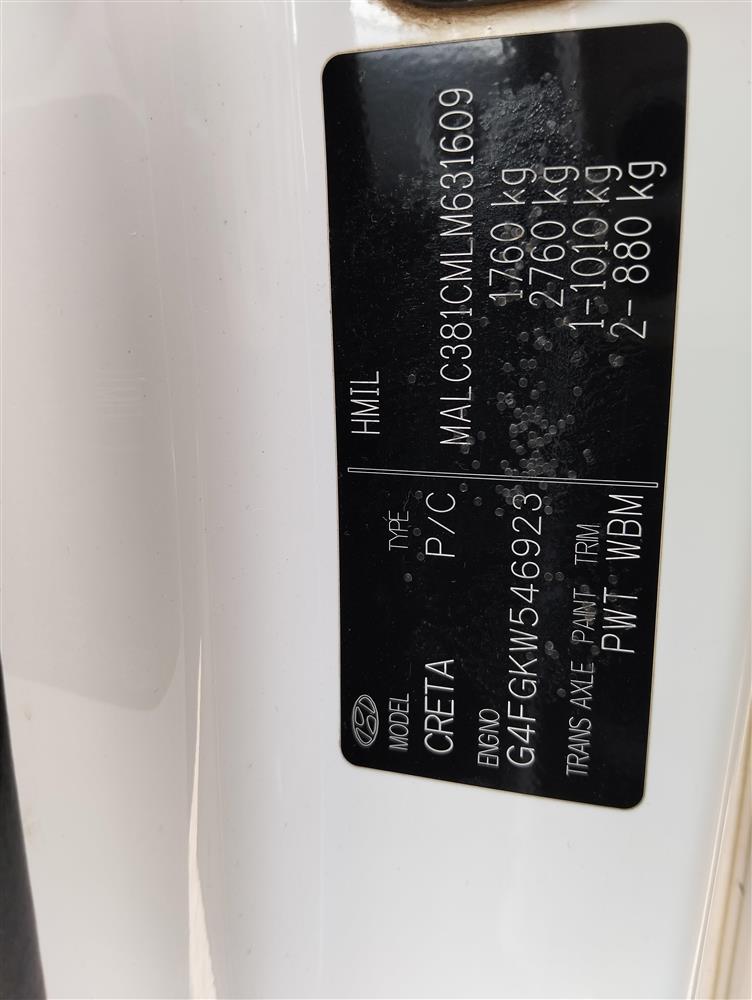 HMIL
MODEL TYPE
CRETA P/C
MALC381CMLM631609
ENG NO
G4FGKW546923
1760 kg
2760 kg
TRANS AXLE PAINT TRIM
1-1010 kg
PWT WBM
2- 880 kg